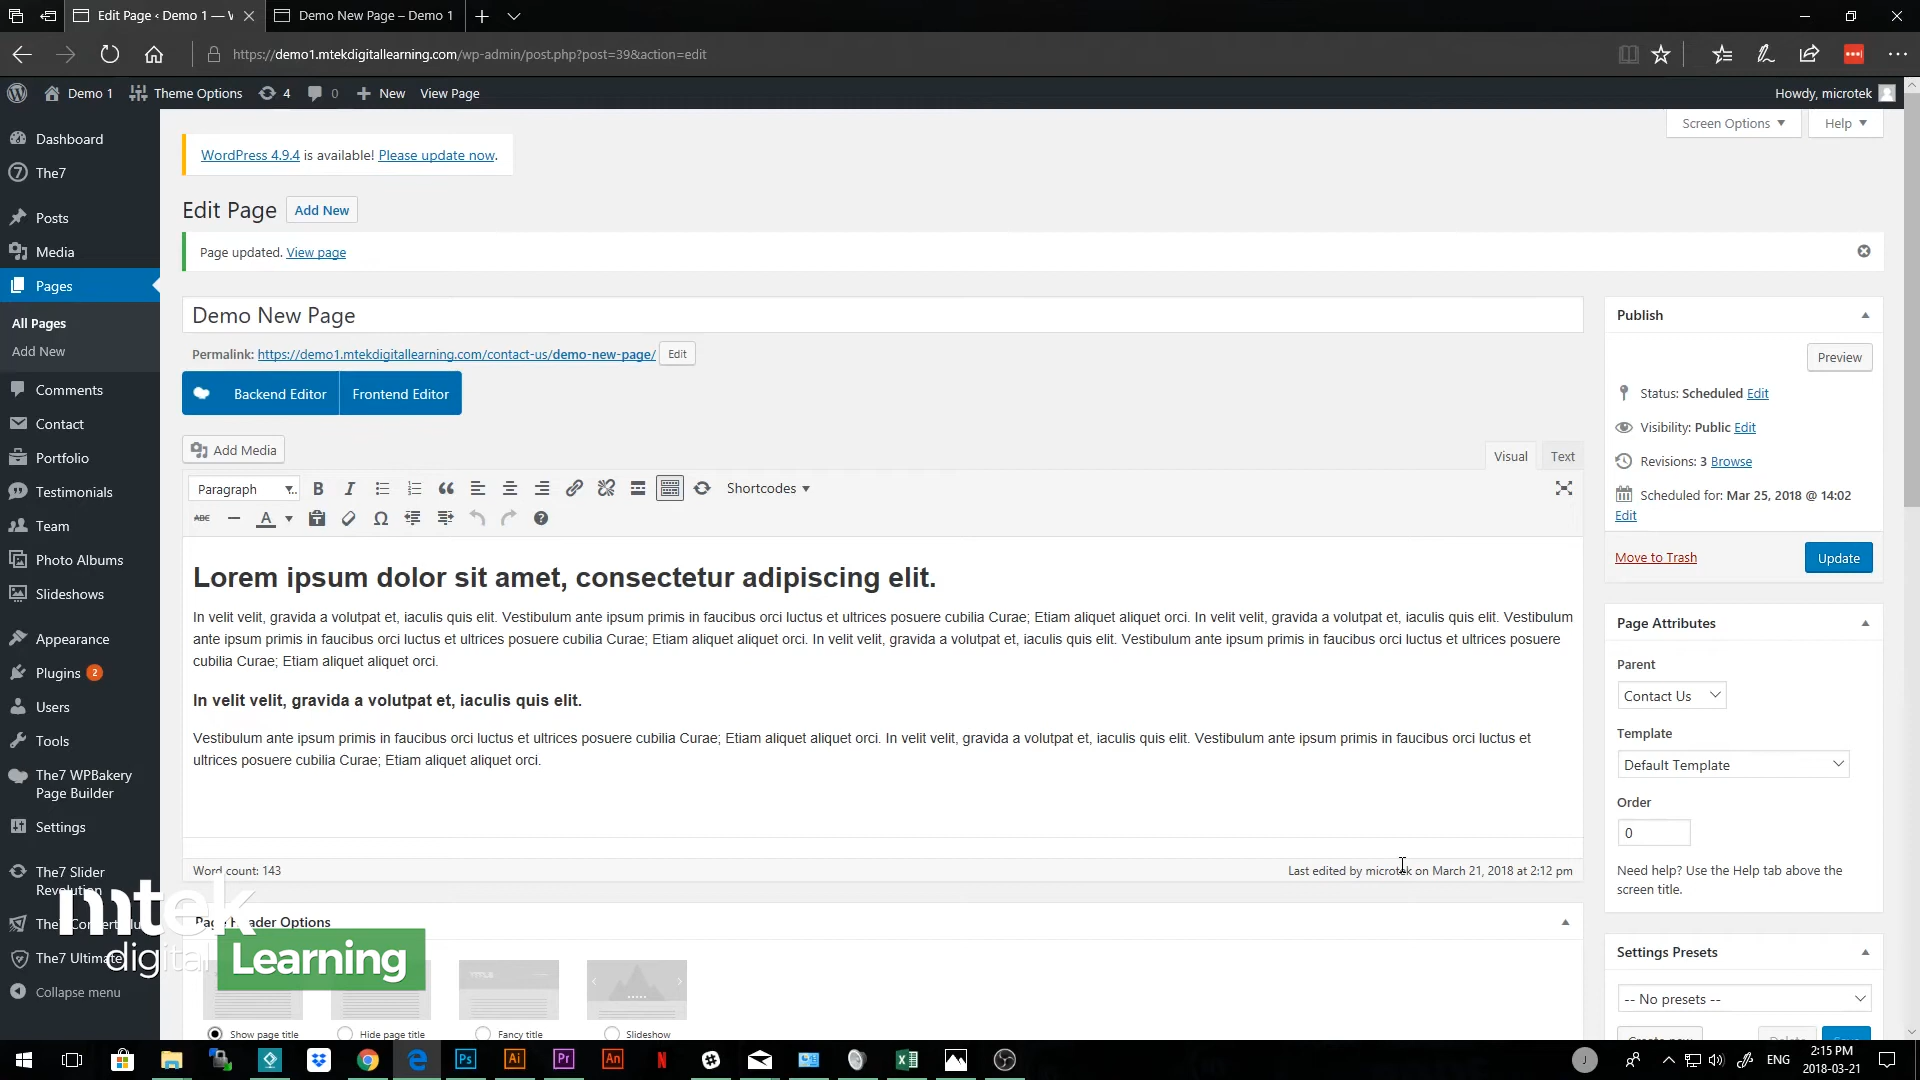 Edit Page ‹ Demo 1 — W
Demo New Page – Demo 1
https://demo1.mtekdigitallearning.com/wp-admin/post.php?post=39&action=edit
Demo 1
Theme Options
4
0
New
View Page
Howdy, microtek
Screen Options
Help
Dashboard
The7
Posts
Media
Pages
All Pages
Add New
Comments
Contact
Portfolio
Testimonials
Team
Photo Albums
Slideshows
Appearance
Plugins 2
Users
Tools
The7 WPBakery
Page Builder
Settings
The7 Slider
Revolution
The7 Ultimate
Collapse menu
WordPress 4.9.4 is available! Please update now.
Edit Page
Add New
Page updated. View page
Demo New Page
Permalink: https://demo1.mtekdigitallearning.com/contact-us/demo-new-page/
Edit
Backend Editor
Frontend Editor
Add Media
Visual
Text
Paragraph
B
I
Shortcodes
ABC
A
Lorem ipsum dolor sit amet, consectetur adipiscing elit.
In velit velit, gravida a volutpat et, iaculis quis elit. Vestibulum ante ipsum primis in faucibus orci luctus et ultrices posuere cubilia Curae; Etiam aliquet aliquet orci. In velit velit, gravida a volutpat et, iaculis quis elit. Vestibulum
ante ipsum primis in faucibus orci luctus et ultrices posuere cubilia Curae; Etiam aliquet aliquet orci. In velit velit, gravida a volutpat et, iaculis quis elit. Vestibulum ante ipsum primis in faucibus orci luctus et ultrices posuere
cubilia Curae; Etiam aliquet aliquet orci.
In velit velit, gravida a volutpat et, iaculis quis elit.
Vestibulum ante ipsum primis in faucibus orci luctus et ultrices posuere cubilia Curae; Etiam aliquet aliquet orci. In velit velit, gravida a volutpat et, iaculis quis elit. Vestibulum ante ipsum primis in faucibus orci luctus et
ultrices posuere cubilia Curae; Etiam aliquet aliquet orci.
Word count: 143
Last edited by microtek on March 21, 2018 at 2:12 pm
Page Header Options
TITLE
Show page title
Hide page title
Fancy title
Slideshow
mtek
digital Learning
Publish
Preview
Status: Scheduled Edit
Visibility: Public Edit
Revisions: 3 Browse
Scheduled for: Mar 25, 2018 @ 14:02
Edit
Move to Trash
Update
Page Attributes
Parent
Contact Us
Template
Default Template
Order
0
Need help? Use the Help tab above the
screen title.
Settings Presets
-- No presets --
Ps
Ai
Pr
An
J
ENG
2:15 PM
2018-03-21